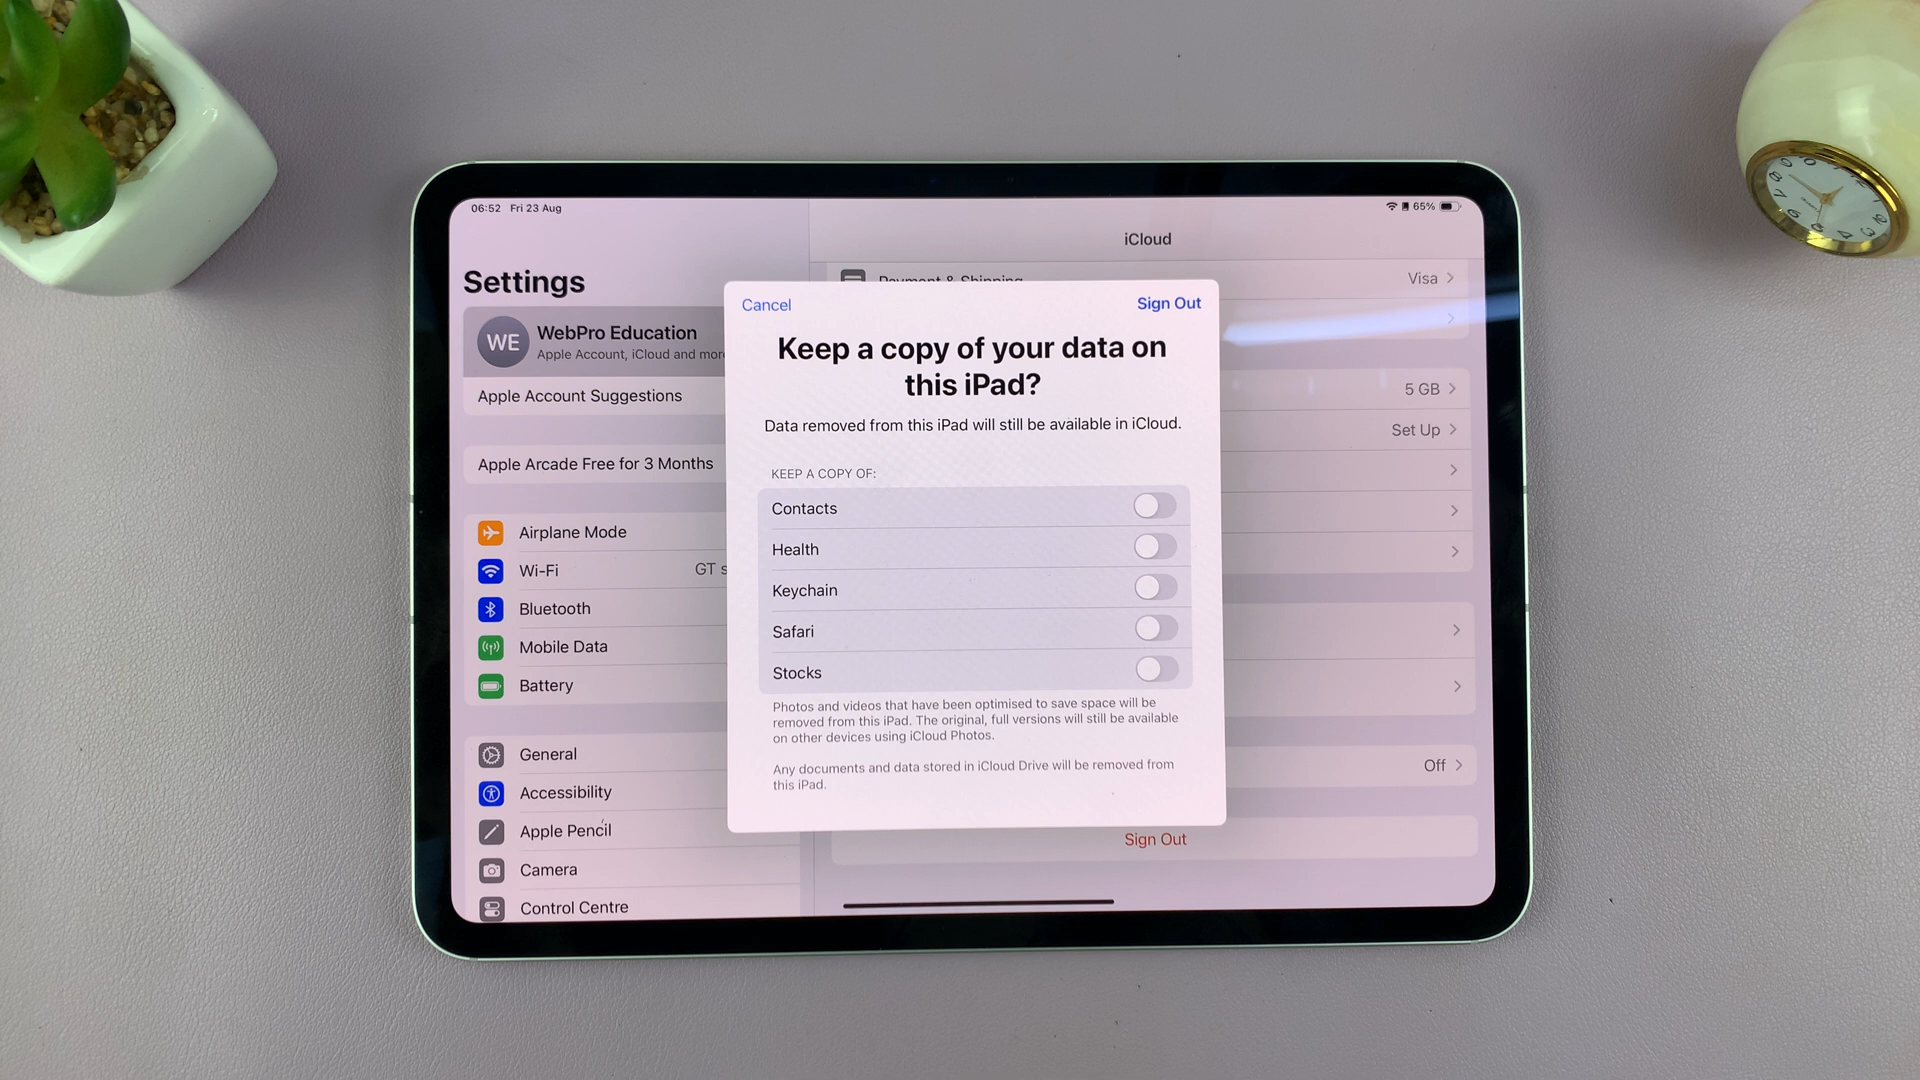 06:52 Fri 23 Aug
65%
Settings
iCloud
WE
WebPro Education
Apple Account, iCloud and more
Apple Account Suggestions
Apple Arcade Free for 3 Months
Airplane Mode
Wi-Fi GT s
Bluetooth
Mobile Data
Battery
General
Accessibility
Apple Pencil
Camera
Control Centre
Payment & Shipping Visa
5 GB
Set Up
Off
Sign Out
Cancel
Sign Out
Keep a copy of your data on
this iPad?
Data removed from this iPad will still be available in iCloud.
KEEP A COPY OF:
Contacts
Health
Keychain
Safari
Stocks
Photos and videos that have been optimised to save space will be
removed from this iPad. The original, full versions will still be available
on other devices using iCloud Photos.
Any documents and data stored in iCloud Drive will be removed from
this iPad.